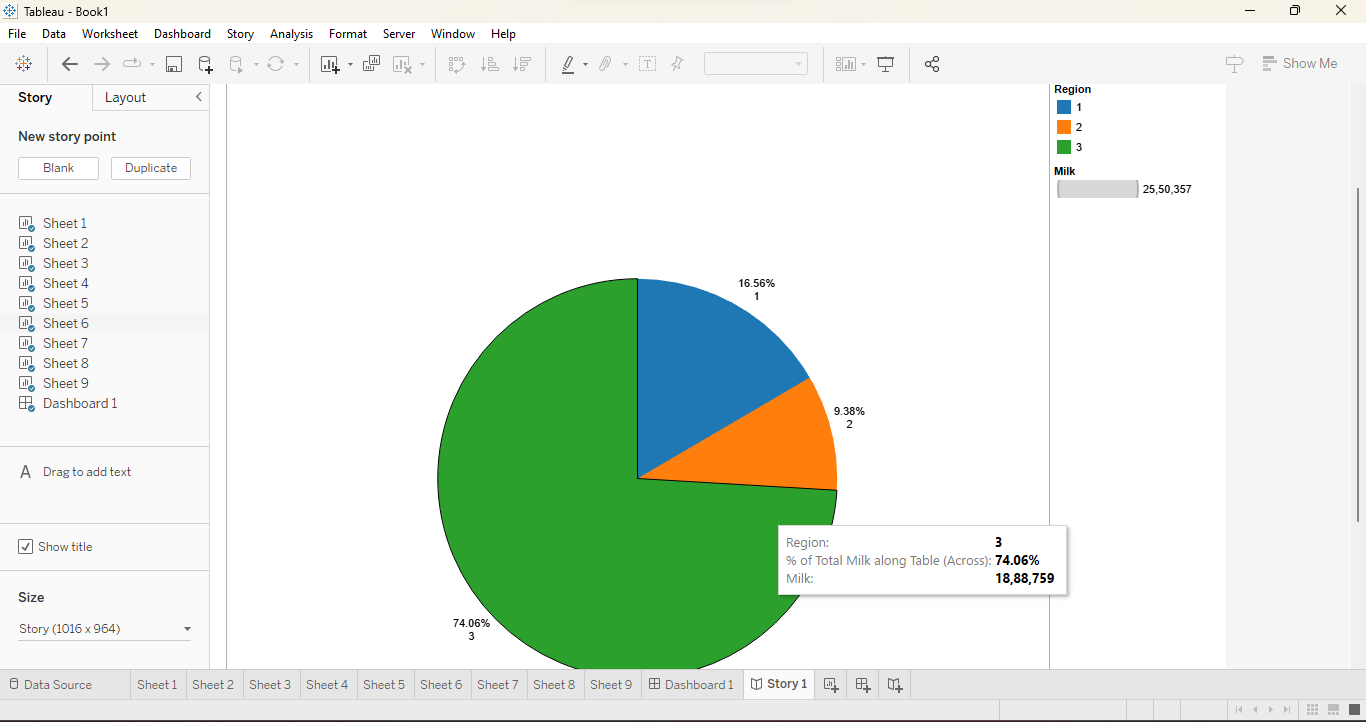 Tableau - Book1
File Data Worksheet Dashboard Story Analysis Format Server Window Help
Show Me
Story Layout
New story point
Blank Duplicate
Sheet 1
Sheet 2
Sheet 3
Sheet 4
Sheet 5
Sheet 6
Sheet 7
Sheet 8
Sheet 9
Dashboard 1
A Drag to add text
Show title
Size
Story (1016 x 964)
16.56%
1
9.38%
2
74.06%
3
Region: 3
% of Total Milk along Table (Across): 74.06%
Milk: 18,88,759
Region
1
2
3
Milk
25,50,357
Data Source Sheet 1 Sheet 2 Sheet 3 Sheet 4 Sheet 5 Sheet 6 Sheet 7 Sheet 8 Sheet 9 Dashboard 1 Story 1